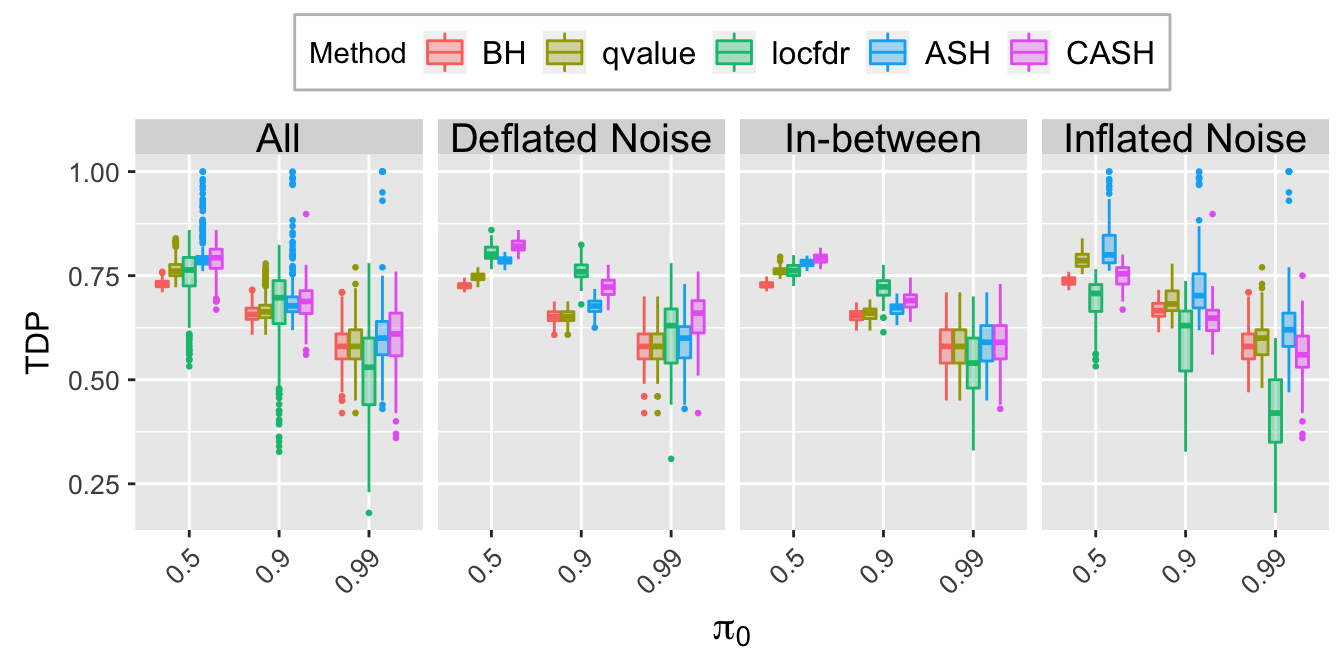 Method BH qvalue locfdr ASH CASH
All Deflated Noise In-between Inflated Noise
1.00
0.75
0.50
0.25
TDP
0.5 0.9 0.99 0.5 0.9 0.99 0.5 0.9 0.99 0.5 0.9 0.99
π₀